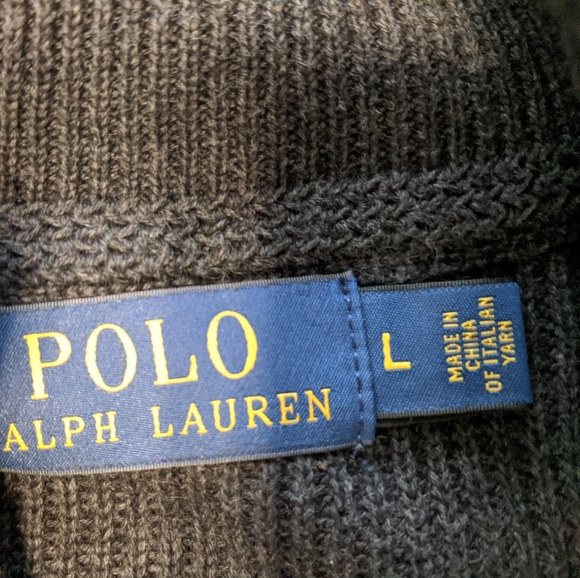 POLO
ALPH LAUREN
L
MADE IN
CHINA
OF ITALIAN
YARN